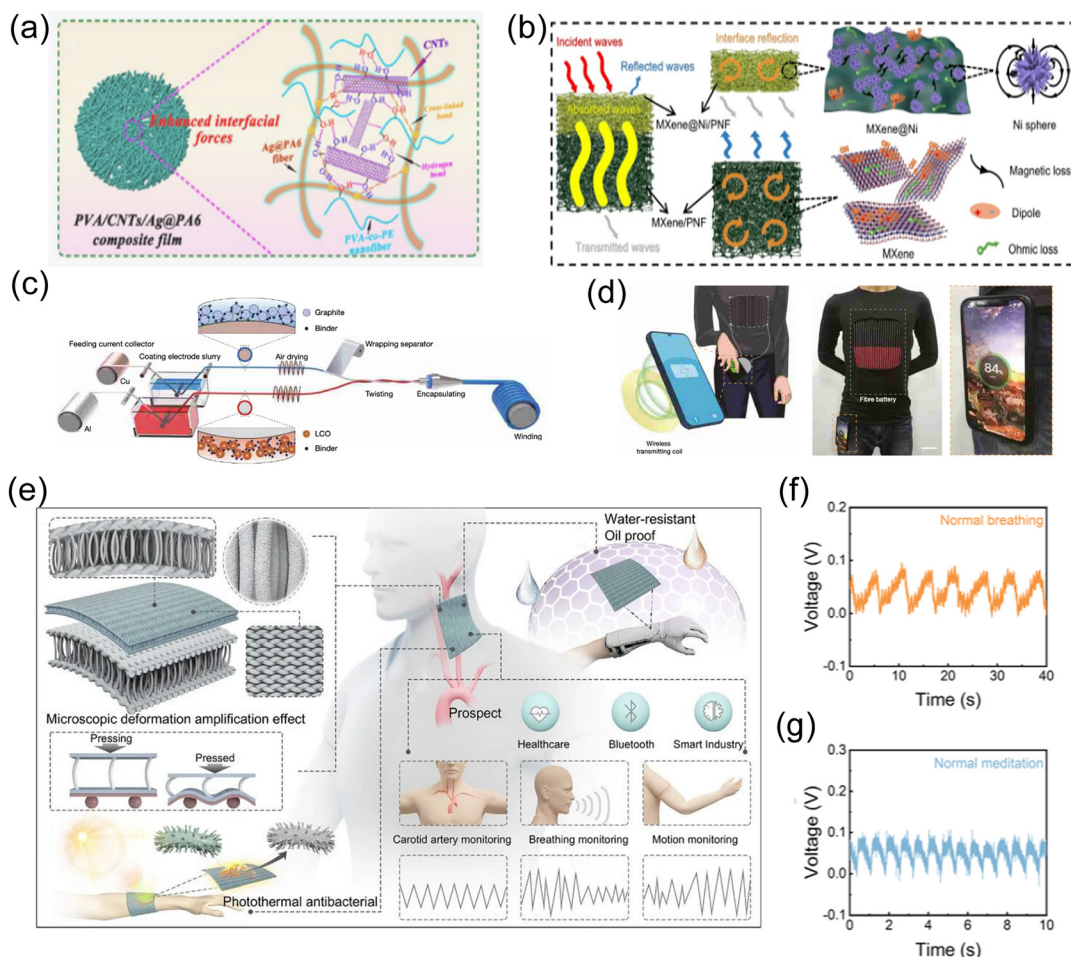 (a)
CNTs
Cross-linked
bond
Enhanced interfacial
forces
Ag@PA6
fiber
Hydrogen
bond
PVA/CNTs/Ag@PA6
composite film
PVA-co-PE
nanofiber
(b)
Incident waves
Reflected waves
Interface reflection
Absorbed waves
MXene@Ni/PNF
MXene@Ni
Ni sphere
MXene/PNF
Transmitted waves
MXene
Magnetic loss
Dipole
Ohmic loss
(c)
Graphite
Binder
Feeding current collector
Coating electrode slurry
Air drying
Wrapping separator
Cu
Al
Twisting
Encapsulating
Winding
LCO
Binder
(d)
Wireless
transmitting coil
Fibre battery
84%
(e)
Water-resistant
Oil proof
Microscopic deformation amplification effect
Pressing
Pressed
Prospect
Healthcare
Bluetooth
Smart Industry
Carotid artery monitoring
Breathing monitoring
Motion monitoring
Photothermal antibacterial
(f)
Normal breathing
Voltage (V)
0.2
0.1
0.0
-0.1
0
10
20
30
40
Time (s)
(g)
Normal meditation
Voltage (V)
0.3
0.2
0.1
0.0
-0.1
0
2
4
6
8
10
Time (s)